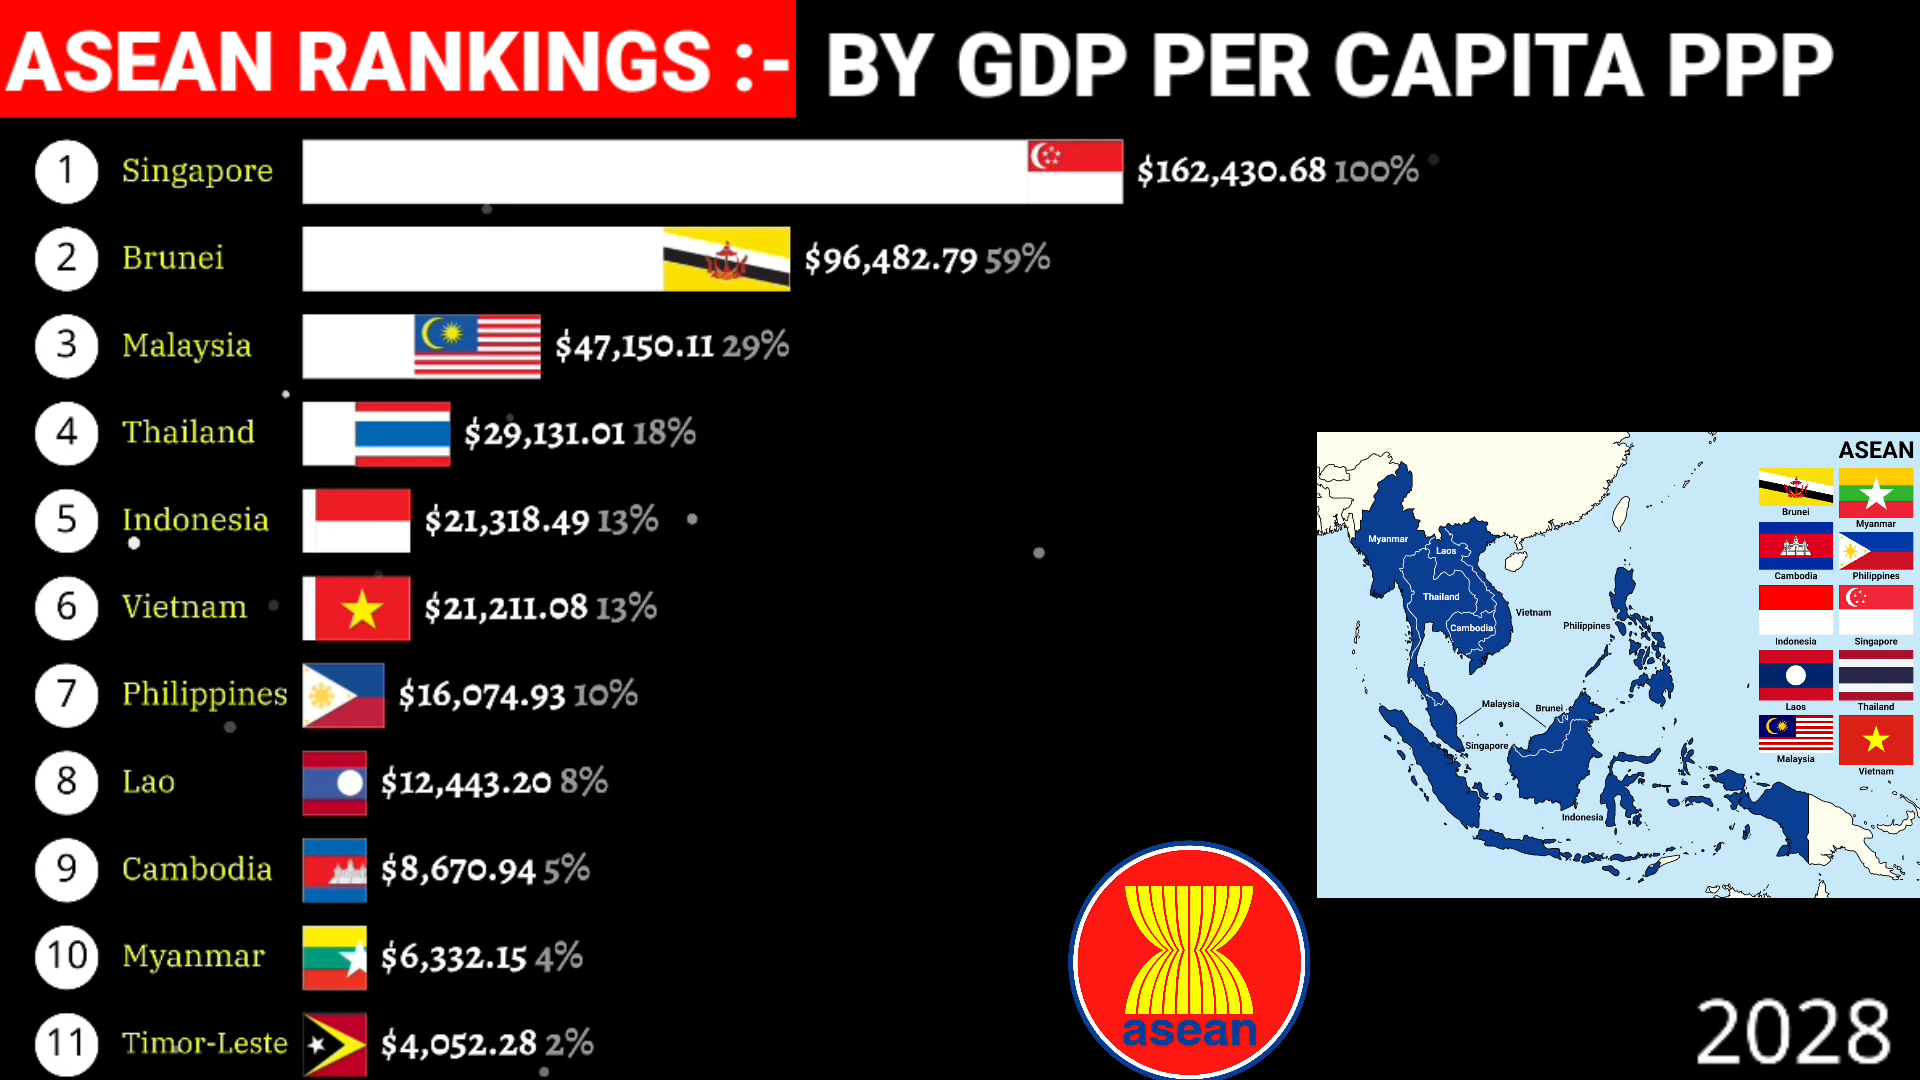 ASEAN RANKINGS :- BY GDP PER CAPITA PPP
1 Singapore $162,430.68 100%
2 Brunei $96,482.79 59%
3 Malaysia $47,150.11 29%
4 Thailand $29,131.01 18%
5 Indonesia $21,318.49 13%
6 Vietnam $21,211.08 13%
7 Philippines $16,074.93 10%
8 Lao $12,443.20 8%
9 Cambodia $8,670.94 5%
10 Myanmar $6,332.15 4%
11 Timor-Leste $4,052.28 2%
ASEAN
Brunei
Myanmar
Cambodia
Philippines
Indonesia
Singapore
Laos
Thailand
Malaysia
Vietnam
Myanmar
Laos
Thailand
Vietnam
Cambodia
Philippines
Malaysia
Brunei
Singapore
Indonesia
asean
2028